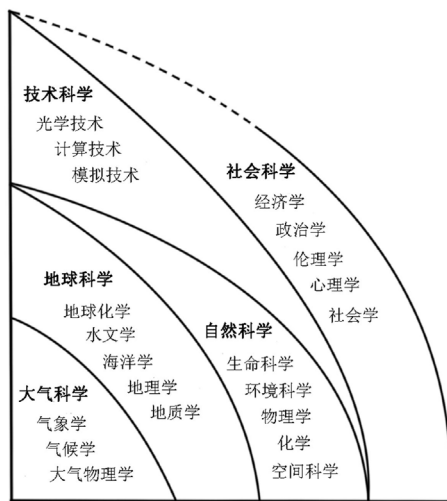 技术科学
光学技术
计算技术
模拟技术
社会科学
经济学
政治学
伦理学
心理学
社会学
地球科学
地球化学
水文学
海洋学
地理学
地质学
自然科学
生命科学
环境科学
物理学
化学
空间科学
大气科学
气象学
气候学
大气物理学